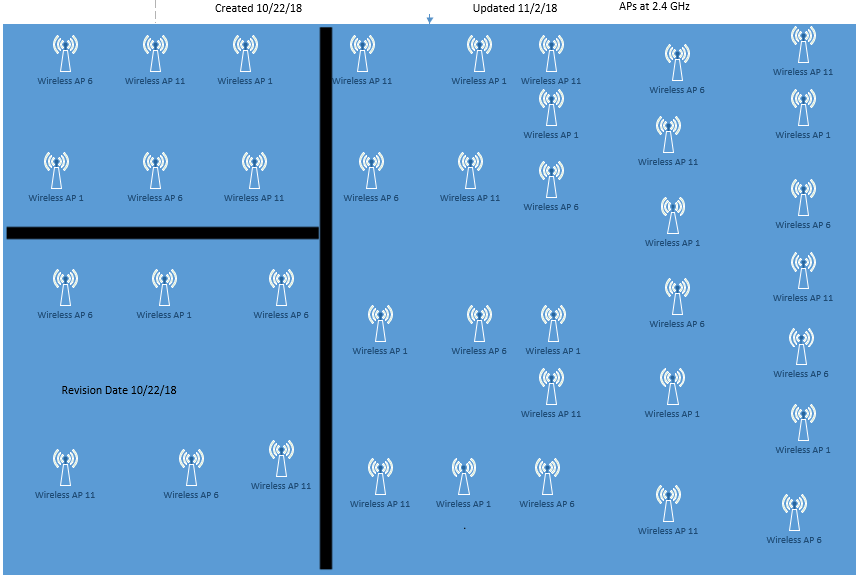 Created 10/22/18 Updated 11/2/18 APs at 2.4 GHz
Wireless AP 6 Wireless AP 11 Wireless AP 1 Wireless AP 11 Wireless AP 1 Wireless AP 11 Wireless AP 6 Wireless AP 11
Wireless AP 1 Wireless AP 11 Wireless AP 1
Wireless AP 1 Wireless AP 6 Wireless AP 11 Wireless AP 6 Wireless AP 11 Wireless AP 6
Wireless AP 1 Wireless AP 6
Wireless AP 6 Wireless AP 1 Wireless AP 6 Wireless AP 6 Wireless AP 11
Wireless AP 1 Wireless AP 6 Wireless AP 1
Wireless AP 6
Revision Date 10/22/18
Wireless AP 11 Wireless AP 1
Wireless AP 1
Wireless AP 11 Wireless AP 6 Wireless AP 11 Wireless AP 11 Wireless AP 1 Wireless AP 6
Wireless AP 11 Wireless AP 6